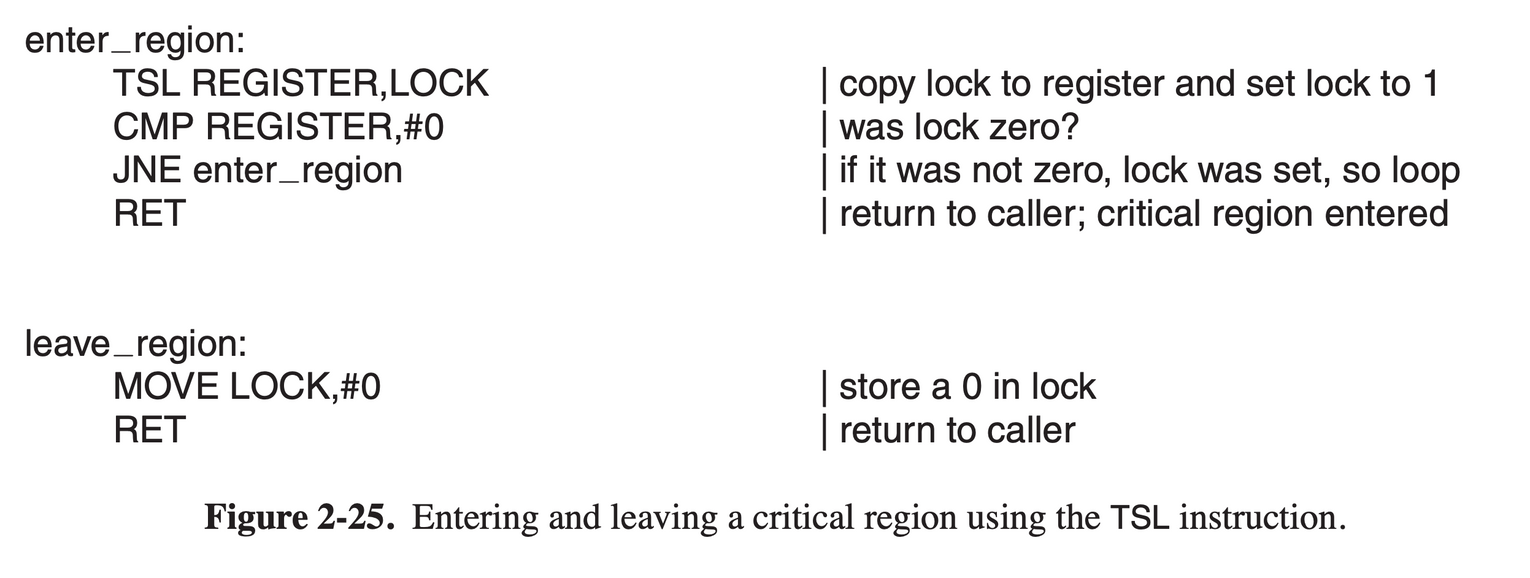 enter_region:
TSL REGISTER,LOCK | copy lock to register and set lock to 1
CMP REGISTER,#0 | was lock zero?
JNE enter_region | if it was not zero, lock was set, so loop
RET | return to caller; critical region entered
leave_region:
MOVE LOCK,#0 | store a 0 in lock
RET | return to caller
Figure 2-25. Entering and leaving a critical region using the TSL instruction.